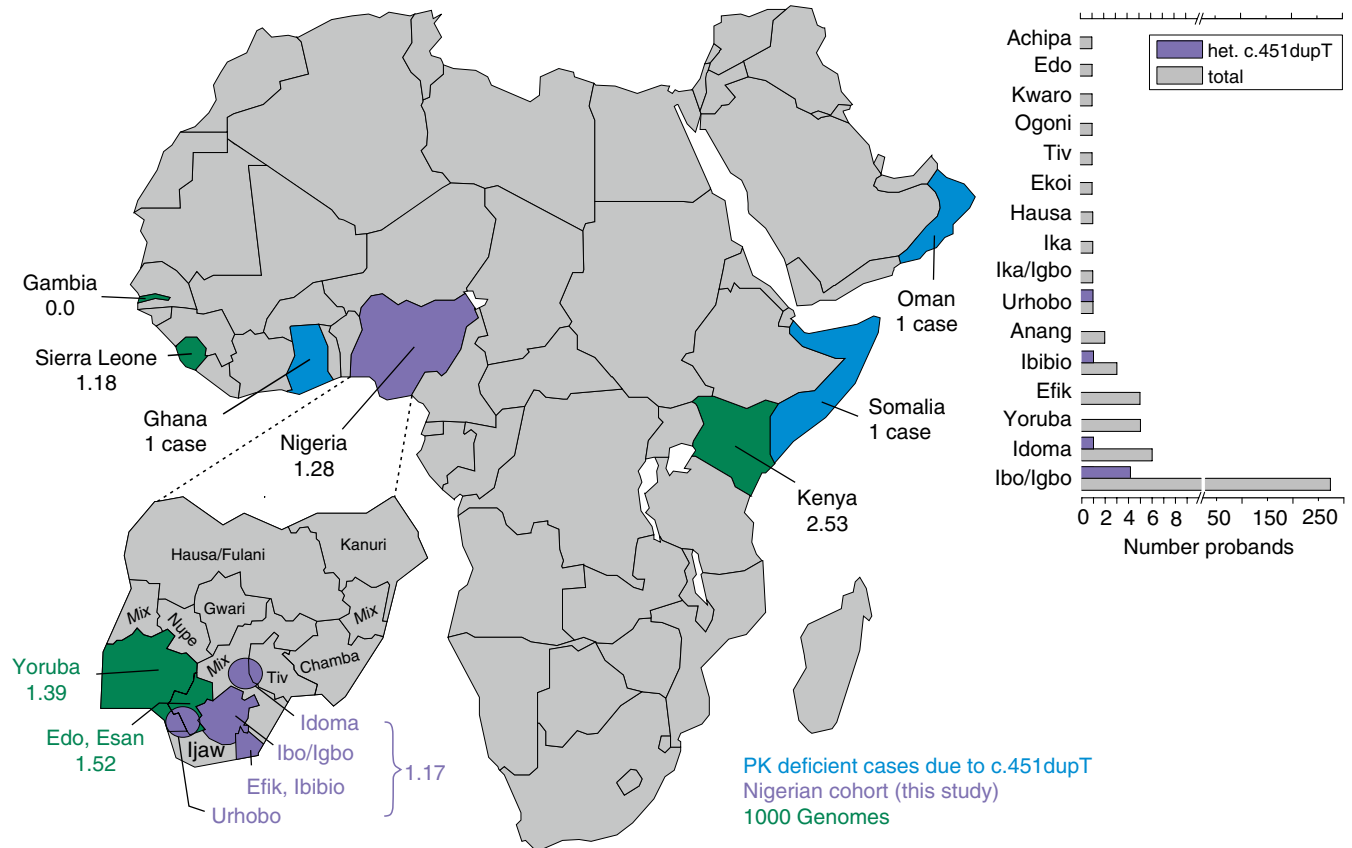 Gambia
0.0
Sierra Leone
1.18
Ghana
1 case
Nigeria
1.28
Oman
1 case
Somalia
1 case
Kenya
2.53
Hausa/Fulani
Kanuri
Mix
Nupe
Gwari
Mix
Mix
Tiv
Chamba
Yoruba
1.39
Edo, Esan
1.52
Ijaw
Idoma
Ibo/Igbo
Efik, Ibibio
Urhobo
1.17
PK deficient cases due to c.451dupT
Nigerian cohort (this study)
1000 Genomes
het. c.451dupT
total
Achipa
Edo
Kwaro
Ogoni
Tiv
Ekoi
Hausa
Ika
Ika/Igbo
Urhobo
Anang
Ibibio
Efik
Yoruba
Idoma
Ibo/Igbo
0 2 4 6 8 50 150 250
Number probands